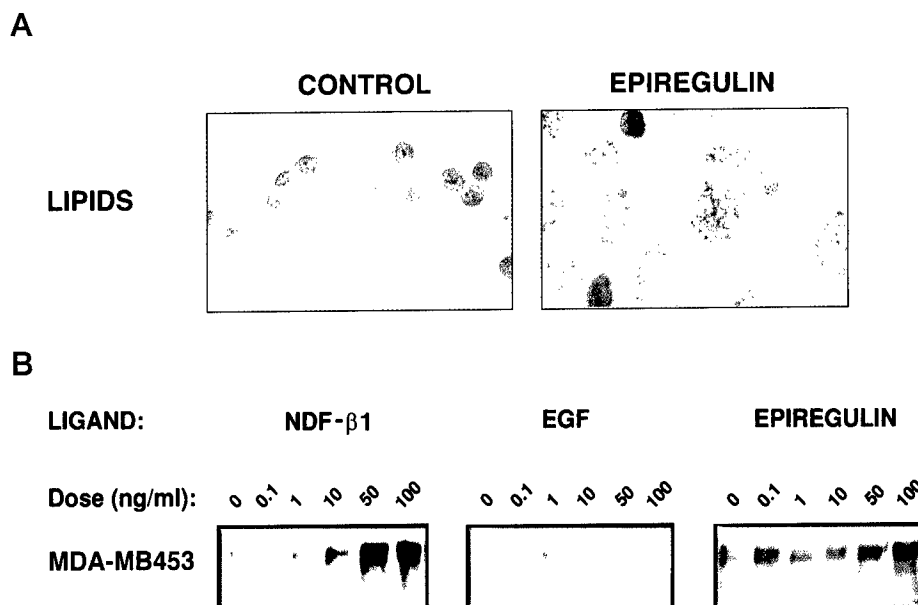 A
CONTROL EPIREGULIN
LIPIDS
B
LIGAND: NDF-β1 EGF EPIREGULIN
Dose (ng/ml): 0 0.1 1 10 50 100 0 0.1 1 10 50 100 0 0.1 1 10 50 100
MDA-MB453